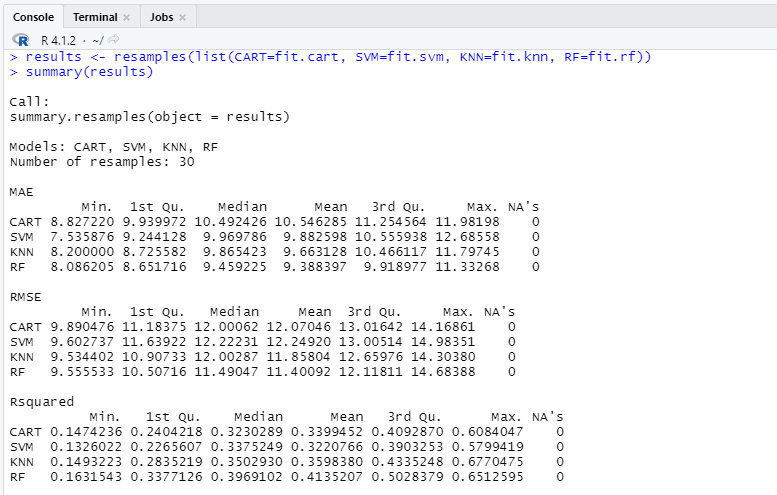 Console Terminal × Jobs ×
R R 4.1.2 · ~/
> results <- resamples(list(CART=fit.cart, SVM=fit.svm, KNN=fit.knn, RF=fit.rf))
> summary(results)
Call:
summary.resamples(object = results)
Models: CART, SVM, KNN, RF
Number of resamples: 30
MAE
Min. 1st Qu. Median Mean 3rd Qu. Max. NA's
CART 8.827220 9.939972 10.492426 10.546285 11.254564 11.98198 0
SVM 7.535876 9.244128 9.969786 9.882598 10.555938 12.68558 0
KNN 8.200000 8.725582 9.865423 9.663128 10.466117 11.79745 0
RF 8.086205 8.651716 9.459225 9.388397 9.918977 11.33268 0
RMSE
Min. 1st Qu. Median Mean 3rd Qu. Max. NA's
CART 9.890476 11.18375 12.00062 12.07046 13.01642 14.16861 0
SVM 9.602737 11.63922 12.22231 12.24920 13.00514 14.98351 0
KNN 9.534402 10.90733 12.00287 11.85804 12.65976 14.30380 0
RF 9.555533 10.50716 11.49047 11.40092 12.11811 14.68388 0
Rsquared
Min. 1st Qu. Median Mean 3rd Qu. Max. NA's
CART 0.1474236 0.2404218 0.3230289 0.3399452 0.4092870 0.6084047 0
SVM 0.1326022 0.2265607 0.3375249 0.3220766 0.3903253 0.5799419 0
KNN 0.1493223 0.2835219 0.3502930 0.3598380 0.4335248 0.6770475 0
RF 0.1631543 0.3377126 0.3969102 0.4135207 0.5028379 0.6512595 0